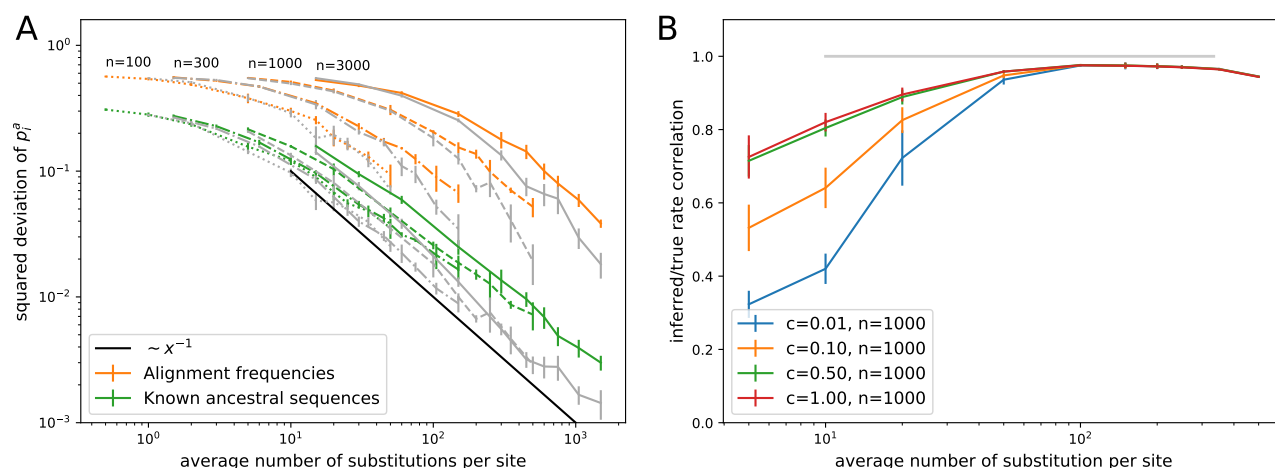 A
B
n=100
n=300
n=1000
n=3000
10⁰
10⁻¹
10⁻²
10⁻³
squared deviation of pᵢᵃ
~ x⁻¹
Alignment frequencies
Known ancestral sequences
10⁰
10¹
10²
10³
average number of substitutions per site
1.0
0.8
0.6
0.4
0.2
0.0
inferred/true rate correlation
c=0.01, n=1000
c=0.10, n=1000
c=0.50, n=1000
c=1.00, n=1000
10¹
10²
average number of substitution per site